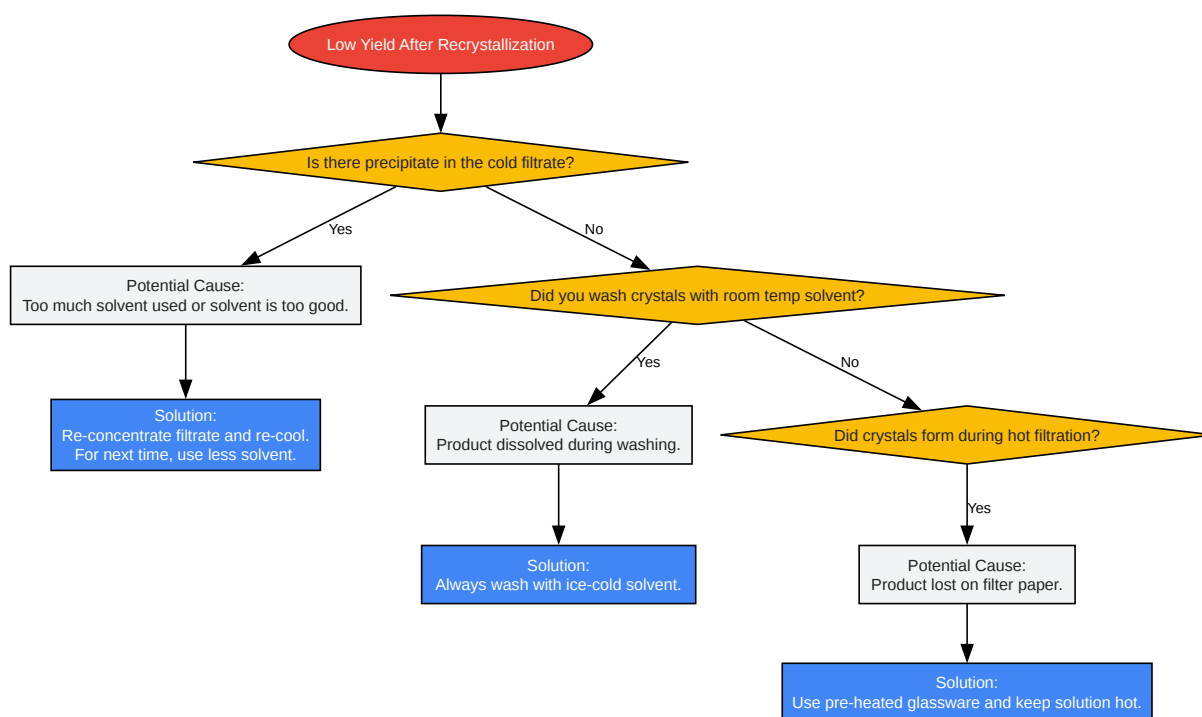 Low Yield After Recrystallization
Is there precipitate in the cold filtrate?
Yes
No
Potential Cause:
Too much solvent used or solvent is too good.
Did you wash crystals with room temp solvent?
Yes
No
Solution:
Re-concentrate filtrate and re-cool.
For next time, use less solvent.
Potential Cause:
Product dissolved during washing.
Did crystals form during hot filtration?
Yes
Solution:
Always wash with ice-cold solvent.
Potential Cause:
Product lost on filter paper.
Solution:
Use pre-heated glassware and keep solution hot.